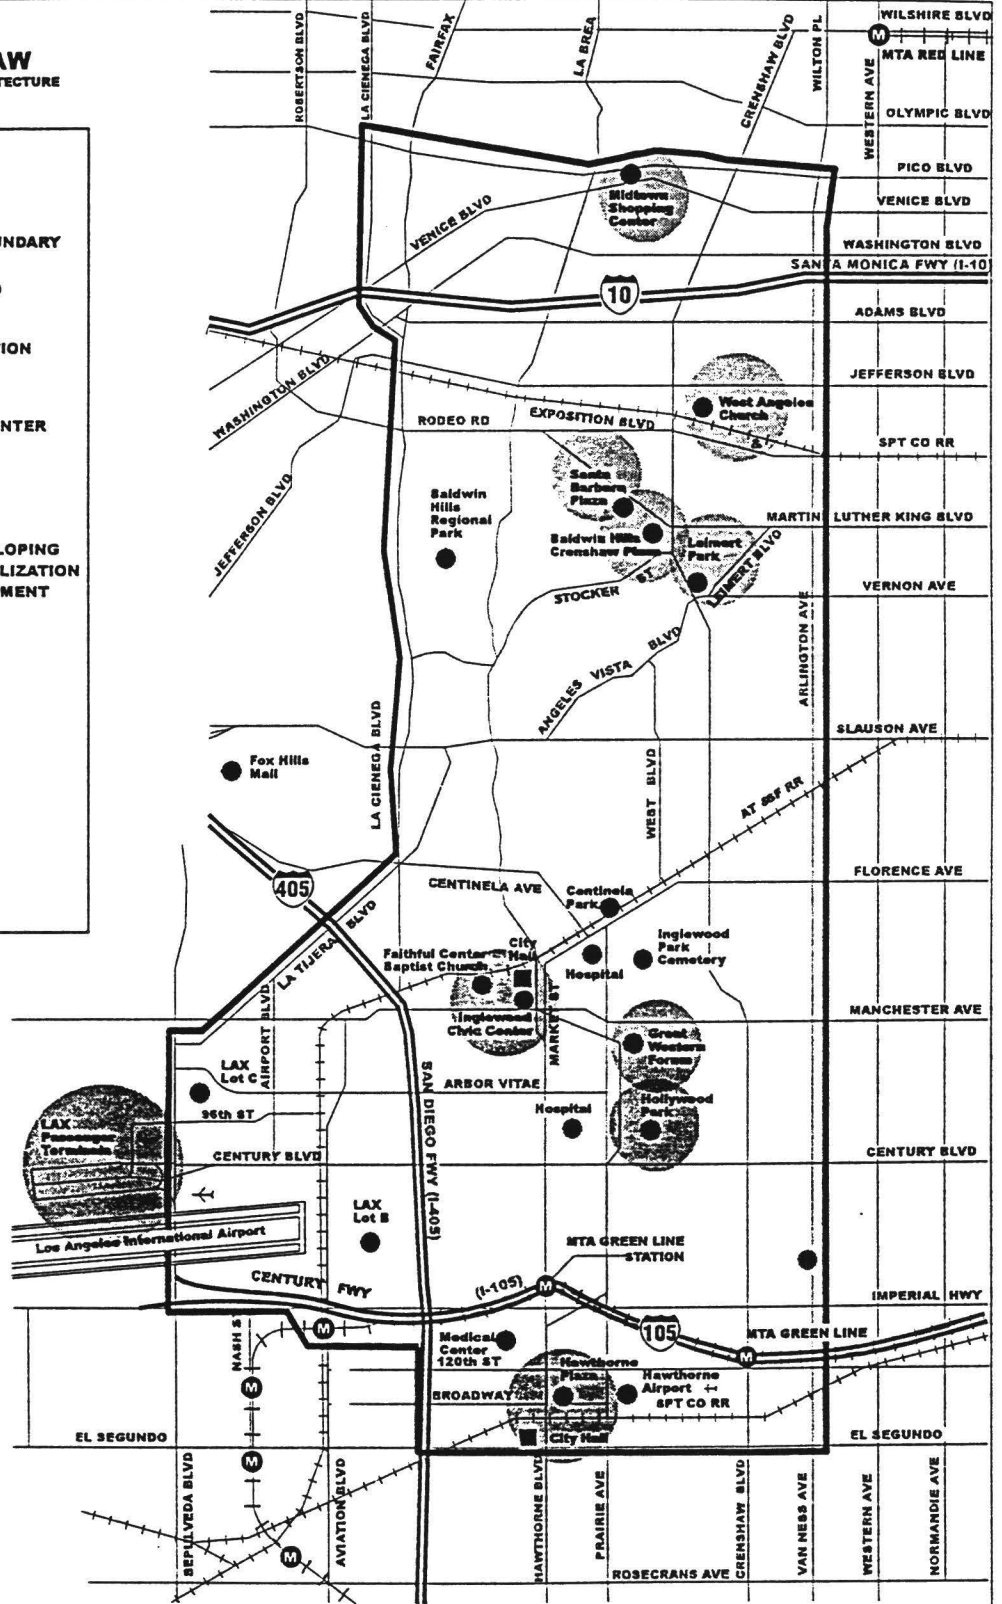 AW
TECTURE
NDARY
ION
NTER
LOPING
LIZATION
MENT
ROBERTSON BLVD
LA CIENEGA BLVD
FAIRFAX
LA BREA
CRENSHAW BLVD
WILTON PL
WILSHIRE BLVD
M
MTA RED LINE
WESTERN AVE
OLYMPIC BLVD
PICO BLVD
Midtown
Shopping
Center
VENICE BLVD
VENICE BLVD
WASHINGTON BLVD
SANTA MONICA FWY (I-10)
10
ADAMS BLVD
WASHINGTON BLVD
JEFFERSON BLVD
West Angeles
Church
RODEO RD
EXPOSITION BLVD
SPT CO RR
Santa
Barbara
Plaza
Baldwin
Hills
Regional
Park
JEFFERSON BLVD
MARTIN LUTHER KING BLVD
Baldwin Hills
Crenshaw Plaza
Leimert
Park
LEIMERT BLVD
STOCKER ST
VERNON AVE
ARLINGTON AVE
ANGELES VISTA BLVD
LA CIENEGA BLVD
SLAUSON AVE
Fox Hills
Mall
WEST BLVD
AT &SF RR
405
CENTINELA AVE
Centinela
Park
FLORENCE AVE
LA TIJERA BLVD
Faithful Center
Baptist Church
City
Hall
Hospital
Inglewood
Park
Cemetery
Inglewood
Civic Center
MARKET ST
MANCHESTER AVE
AIRPORT BLVD
Great
Western
Forum
LAX
Lot C
ARBOR VITAE
SAN DIEGO FWY (I-405)
96th ST
Hospital
Hollywood
Park
LAX
Passenger
Terminals
CENTURY BLVD
CENTURY BLVD
LAX
Lot B
Los Angeles International Airport
MTA GREEN LINE
STATION
CENTURY FWY
(I-105)
M
IMPERIAL HWY
NASH ST
M
105
MTA GREEN LINE
M
Medical
Center
120th ST
Hawthorne
Plaza
Hawthorne
Airport
M
BROADWAY
SPT CO RR
EL SEGUNDO
City Hall
EL SEGUNDO
M
SEPULVEDA BLVD
AVIATION BLVD
HAWTHORNE BLVD
PRAIRIE AVE
CRENSHAW BLVD
VAN NESS AVE
WESTERN AVE
NORMANDIE AVE
M
ROSECRANS AVE